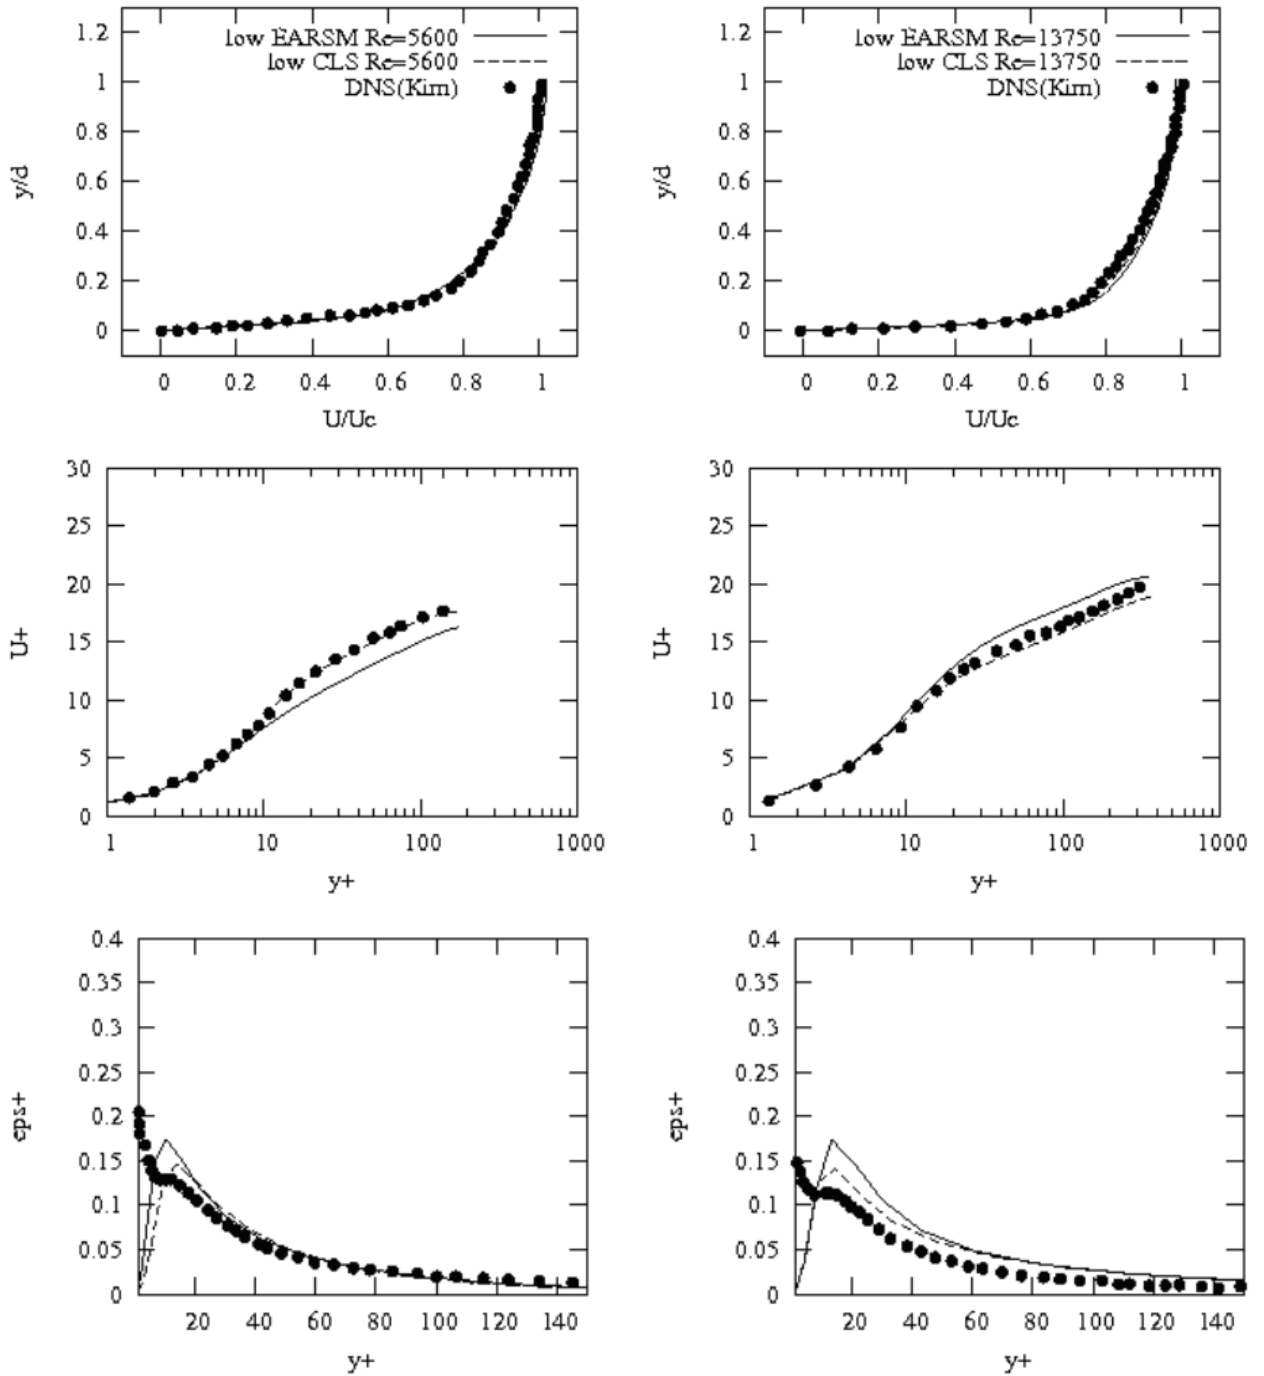 low EARSM Re=5600
low CLS Re=5600
DNS(Kim)
1.2
1
0.8
0.6
0.4
0.2
0
y/d
0 0.2 0.4 0.6 0.8 1
U/Uc
low EARSM Re=13750
low CLS Re=13750
DNS(Kim)
1.2
1
0.8
0.6
0.4
0.2
0
y/d
0 0.2 0.4 0.6 0.8 1
U/Uc
30
25
20
15
10
5
0
U+
1 10 100 1000
y+
30
25
20
15
10
5
0
U+
1 10 100 1000
y+
0.4
0.35
0.3
0.25
0.2
0.15
0.1
0.05
0
eps+
20 40 60 80 100 120 140
y+
0.4
0.35
0.3
0.25
0.2
0.15
0.1
0.05
0
eps+
20 40 60 80 100 120 140
y+